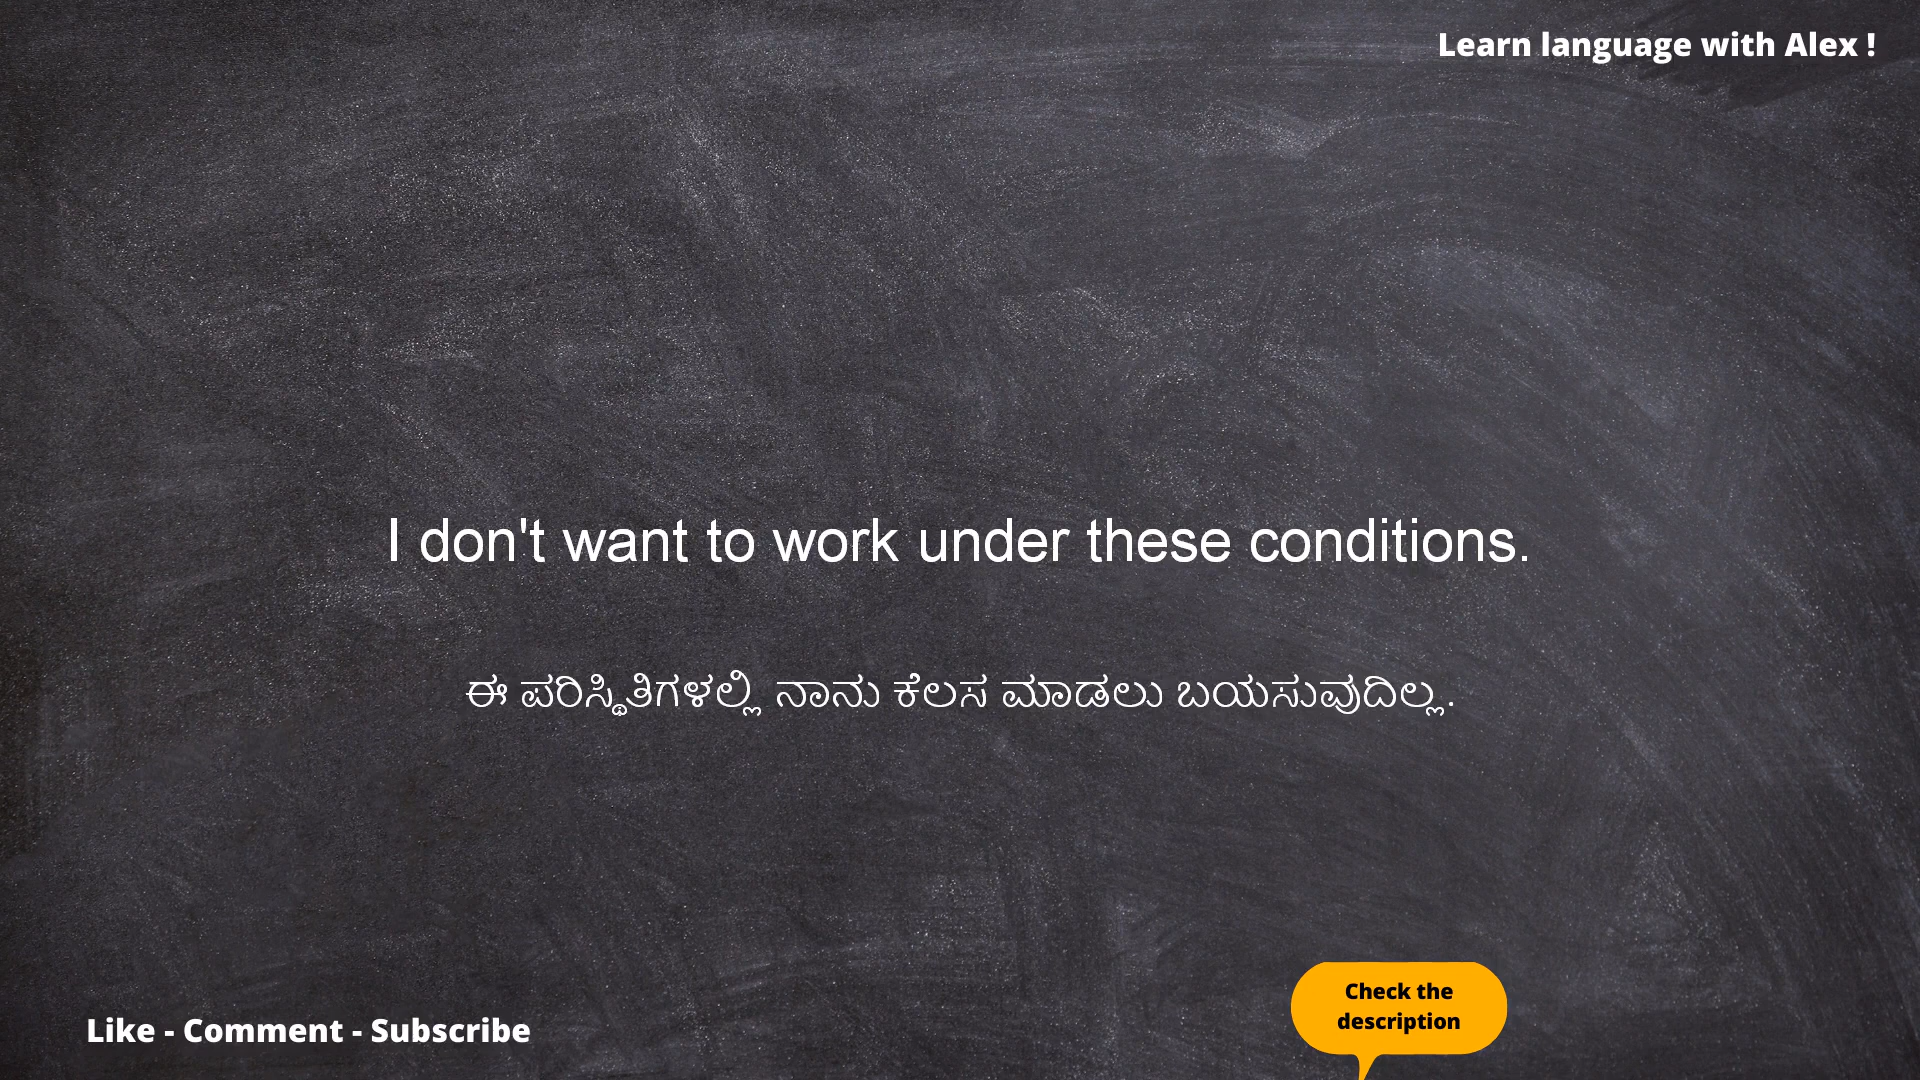 Learn language with Alex !
I don't want to work under these conditions.
ಈ ಪರಿಸ್ಥಿತಿಗಳಲ್ಲಿ ನಾನು ಕೆಲಸ ಮಾಡಲು ಬಯಸುವುದಿಲ್ಲ.
Check the
description
Like - Comment - Subscribe